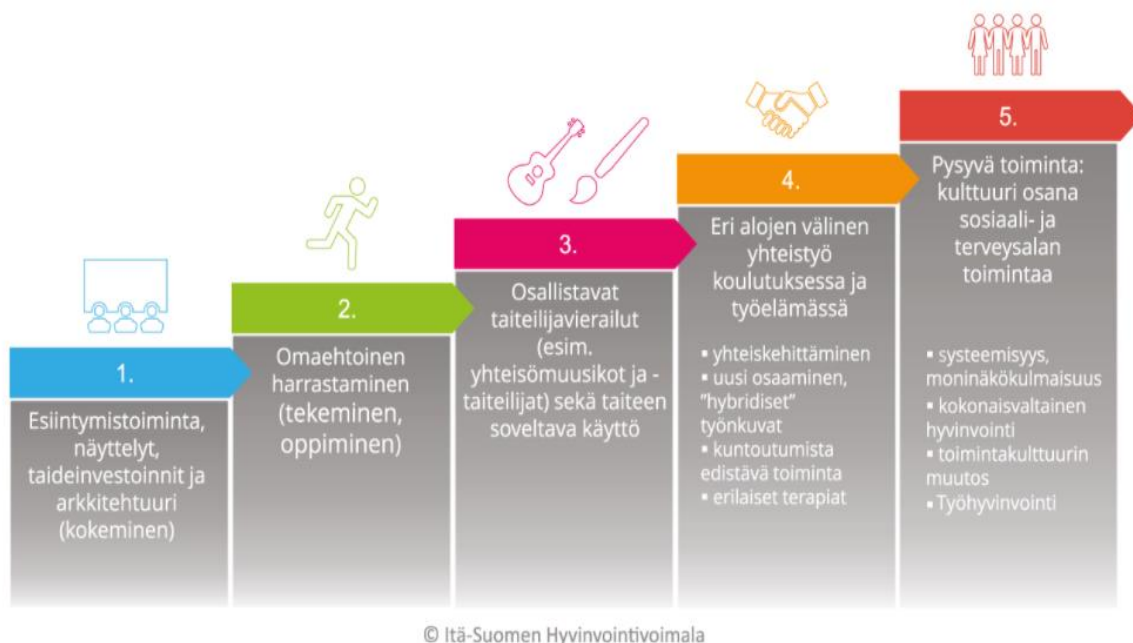 1.
Esiintymistoiminta,
näyttelyt,
taideinvestoinnit ja
arkkitehtuuri
(kokeminen)
2.
Omaehtoinen
harrastaminen
(tekeminen,
oppiminen)
3.
Osallistavat
taiteilijavierailut
(esim.
yhteisömuusikot ja -
taiteilijat) sekä taiteen
soveltava käyttö
4.
Eri alojen välinen
yhteistyö
koulutuksessa ja
työelämässä
▪ yhteiskehittäminen
▪ uusi osaaminen,
”hybridiset”
työnkuvat
▪ kuntoutumista
edistävä toiminta
▪ erilaiset terapiat
5.
Pysyvä toiminta:
kulttuuri osana
sosiaali- ja
terveysalan
toimintaa
▪ systeemisyys,
moninäkökulmaisuus
▪ kokonaisvaltainen
hyvinvointi
▪ toimintakulttuurin
muutos
▪ Työhyvinvointi
© Itä-Suomen Hyvinvointivoimala